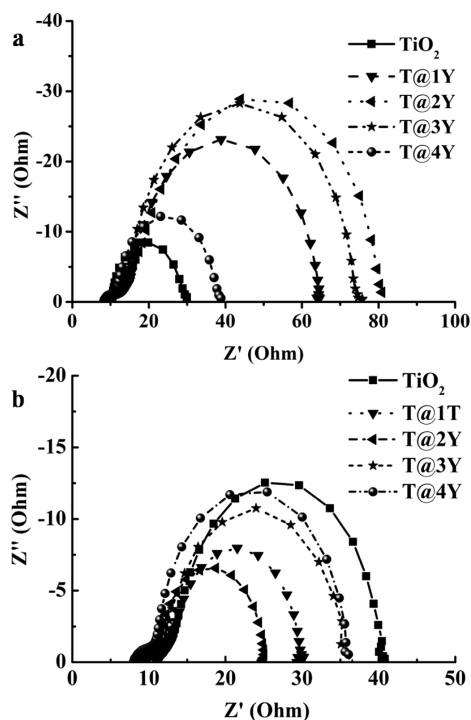 a
-40
-30
-20
-10
0
Z'' (Ohm)
TiO2
T@1Y
T@2Y
T@3Y
T@4Y
0 20 40 60 80 100
Z' (Ohm)
b
-20
-15
-10
-5
0
Z'' (Ohm)
TiO2
T@1T
T@2Y
T@3Y
T@4Y
0 10 20 30 40 50
Z' (Ohm)